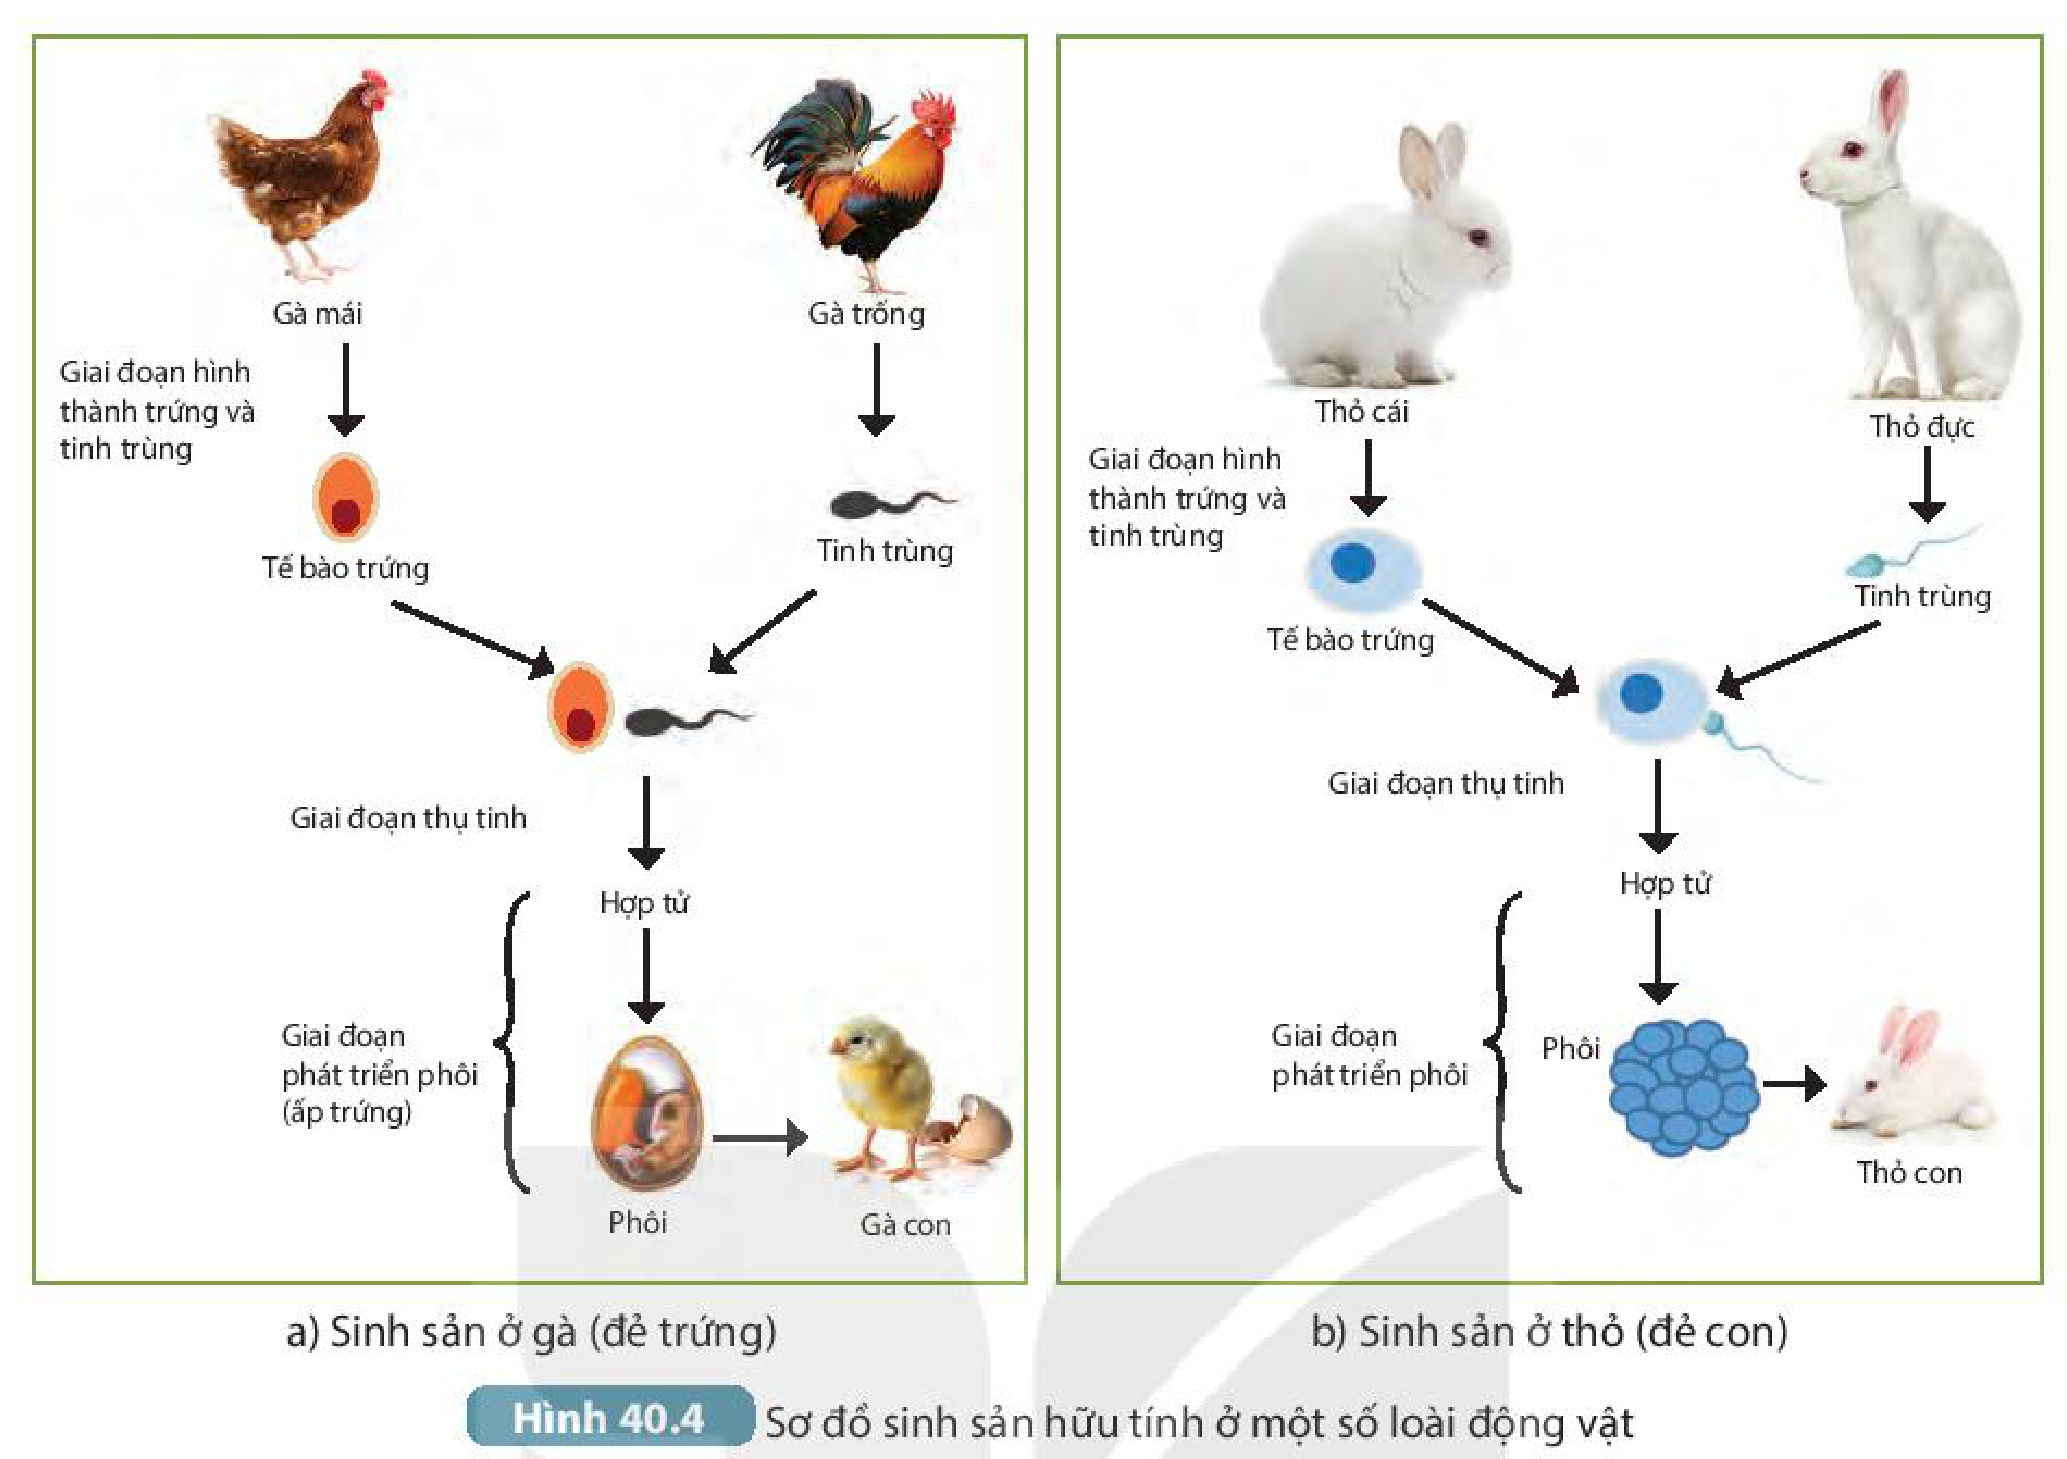 Gà mái
Gà trống
Giai đoạn hình
thành trứng và
tinh trùng
Tế bào trứng
Tinh trùng
Giai đoạn thụ tinh
Hợp tử
Giai đoạn
phát triển phôi
(ấp trứng)
Phôi
Gà con
a) Sinh sản ở gà (đẻ trứng)
Thỏ cái
Thỏ đực
Giai đoạn hình
thành trứng và
tinh trùng
Tế bào trứng
Tinh trùng
Giai đoạn thụ tinh
Hợp tử
Giai đoạn
phát triển phôi
Phôi
Thỏ con
b) Sinh sản ở thỏ (đẻ con)
Hình 40.4 Sơ đồ sinh sản hữu tính ở một số loài động vật